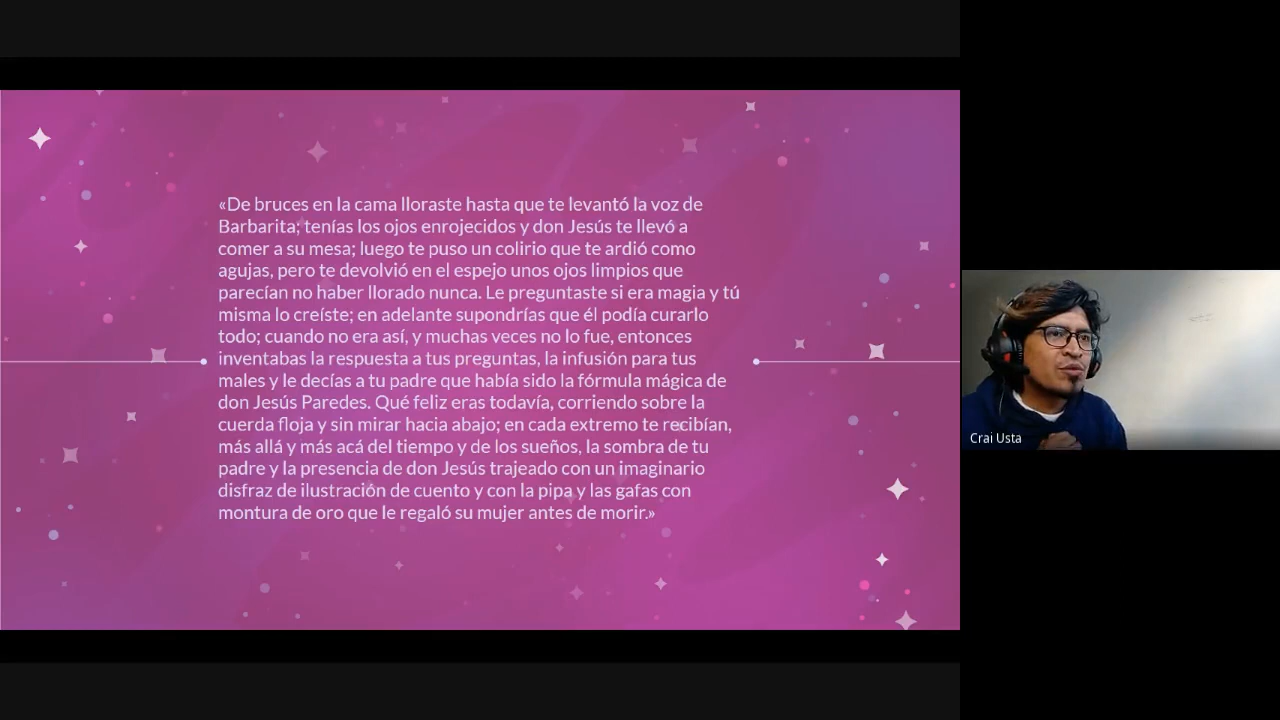 «De bruces en la cama lloraste hasta que te levantó la voz de
Barbarita; tenías los ojos enrojecidos y don Jesús te llevó a
comer a su mesa; luego te puso un colirio que te ardió como
agujas, pero te devolvió en el espejo unos ojos limpios que
parecían no haber llorado nunca. Le preguntaste si era magia y tú
misma lo creíste; en adelante supondrías que él podía curarlo
todo; cuando no era así, y muchas veces no lo fue, entonces
inventabas la respuesta a tus preguntas, la infusión para tus
males y le decías a tu padre que había sido la fórmula mágica de
don Jesús Paredes. Qué feliz eras todavía, corriendo sobre la
cuerda floja y sin mirar hacia abajo; en cada extremo te recibían,
más allá y más acá del tiempo y de los sueños, la sombra de tu
padre y la presencia de don Jesús trajeado con un imaginario
disfraz de ilustración de cuento y con la pipa y las gafas con
montura de oro que le regaló su mujer antes de morir.»
Crai Usta